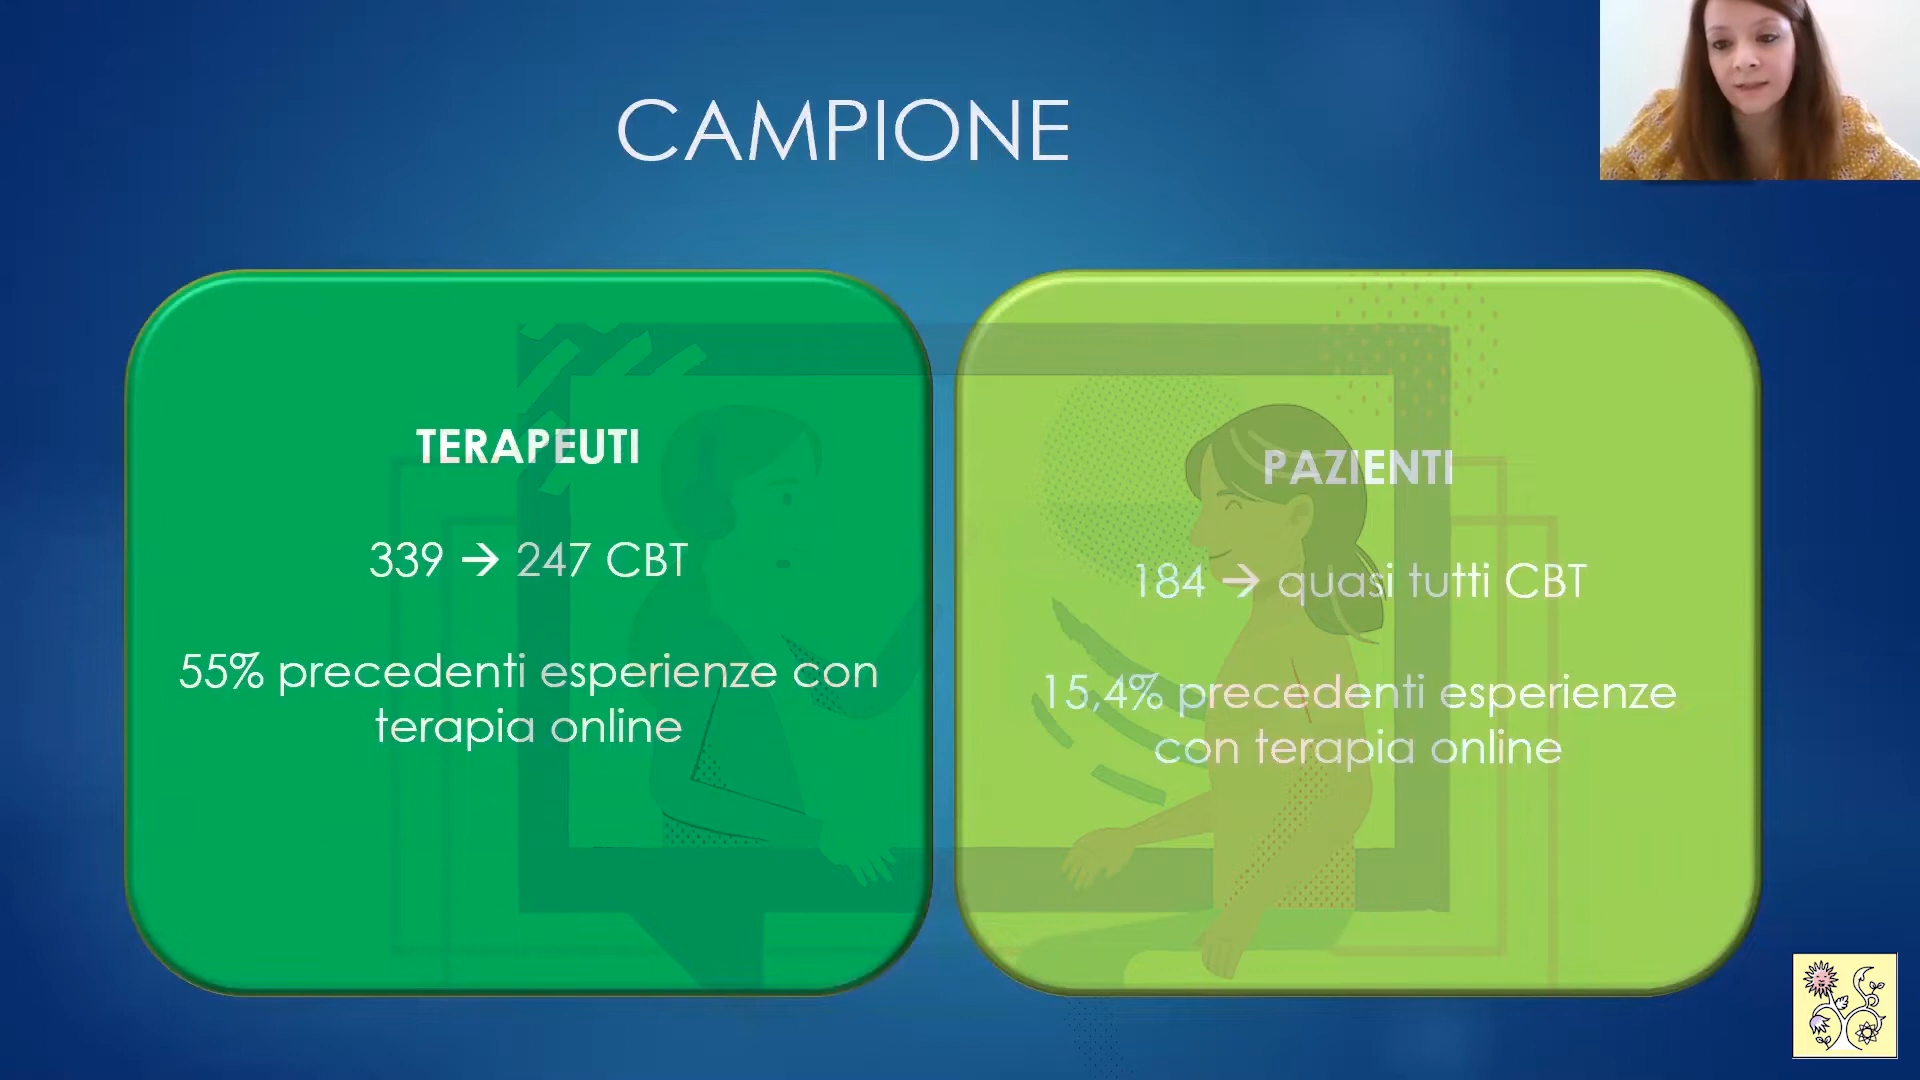 CAMPIONE
TERAPEUTI
339 → 247 CBT
55% precedenti esperienze con
terapia online
PAZIENTI
184 → quasi tutti CBT
15,4% precedenti esperienze
con terapia online